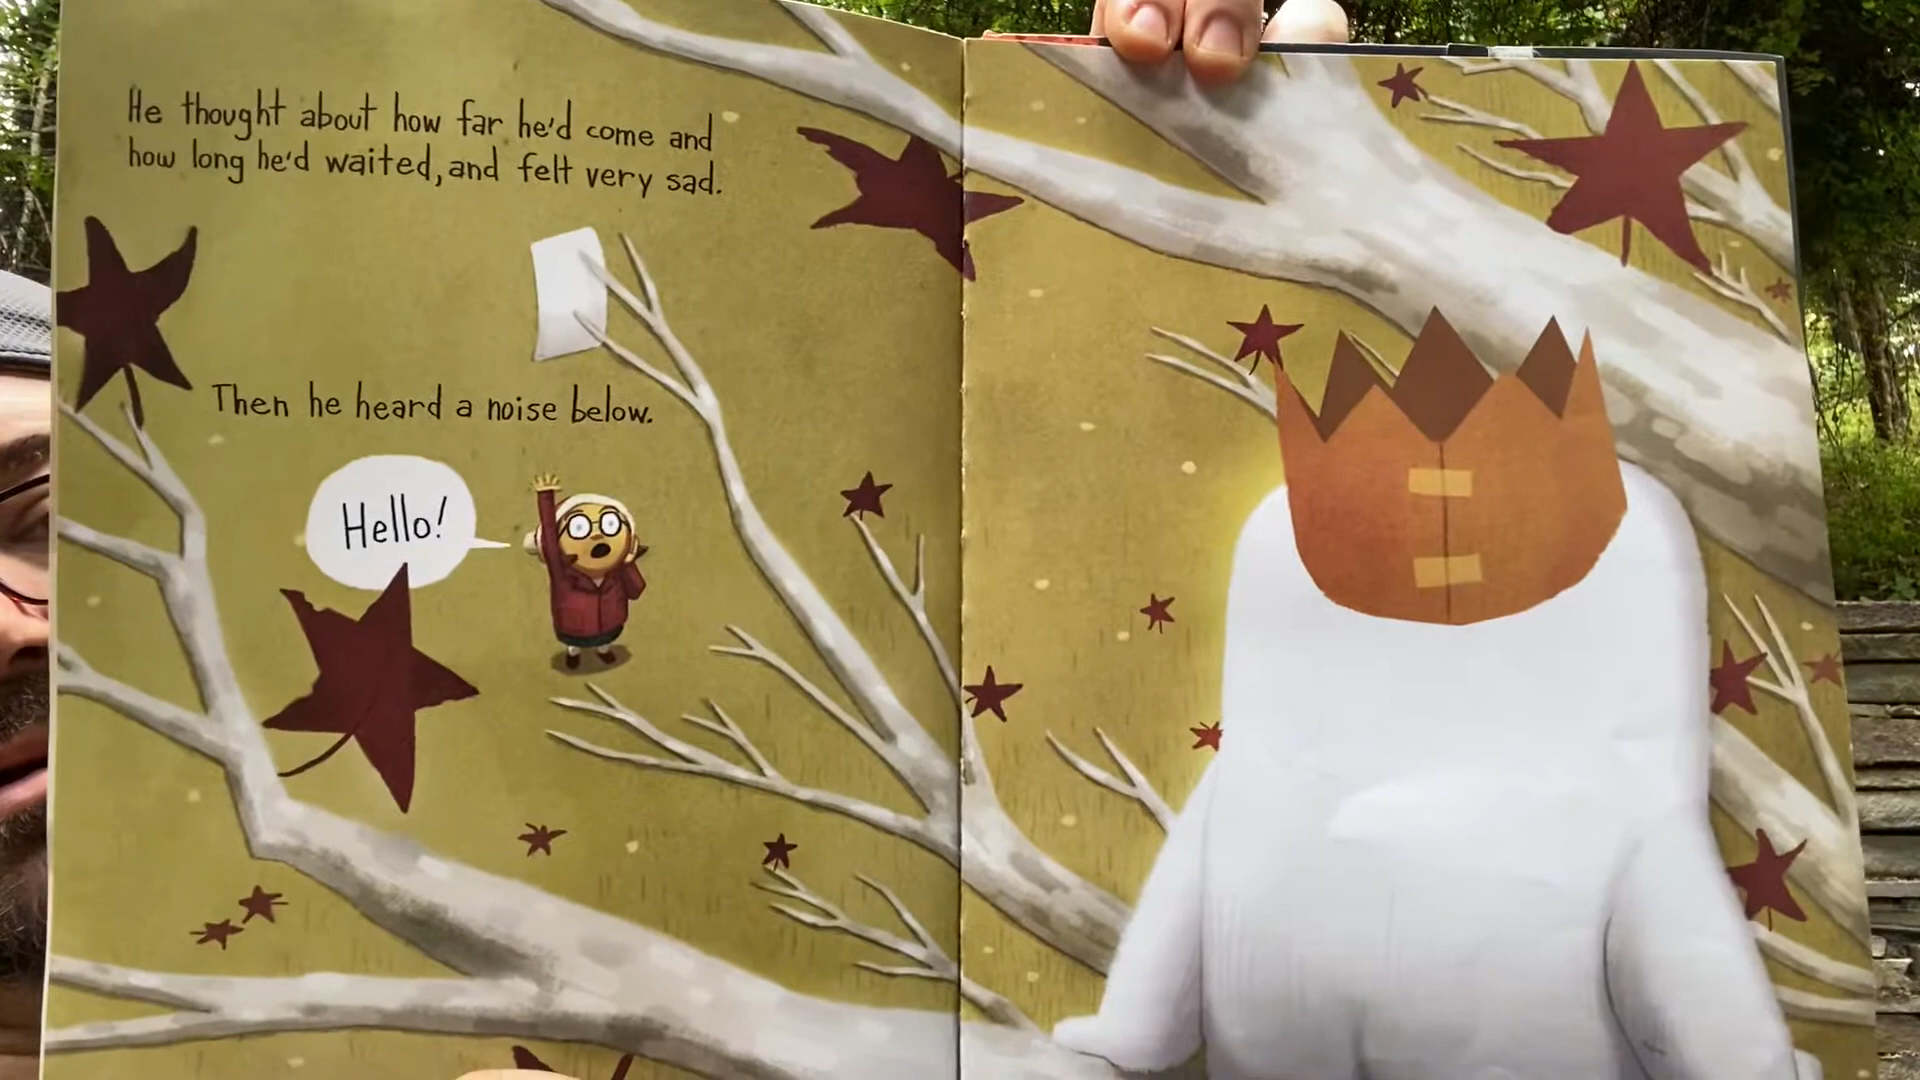 He thought about how far he'd come and
how long he'd waited, and felt very sad.
Then he heard a noise below.
Hello!